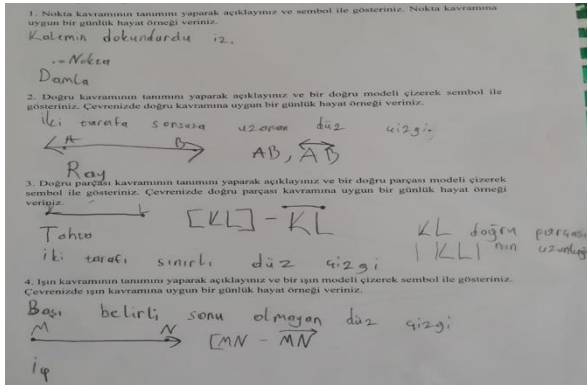 1. Nokta kavramının tanımını yaparak açıklayınız ve sembol ile gösteriniz. Nokta kavramına
uygun bir günlük hayat örneği veriniz.
Kalemin dokundurdu iz.
. - Nokta
Damla
2. Doğru kavramının tanımını yaparak açıklayınız ve bir doğru modeli çizerek sembol ile
gösteriniz. Çevrenizde doğru kavramına uygun bir günlük hayat örneği veriniz.
İki tarafa sonsuza uzanan düz çizgi.
A B AB, AB
Ray
3. Doğru parçası kavramının tanımını yaparak açıklayınız ve bir doğru parçası modeli çizerek
sembol ile gösteriniz. Çevrenizde doğru parçası kavramına uygun bir günlük hayat örneği
veriniz.
[KL] - KL
Tahta
KL doğru parçası
|KL|'nın uzunluğu
iki tarafı sınırlı düz çizgi
4. Işın kavramının tanımını yaparak açıklayınız ve bir ışın modeli çizerek sembol ile gösteriniz.
Çevrenizde ışın kavramına uygun bir günlük hayat örneği veriniz.
Başı belirli sonu olmayan düz çizgi
M N [MN - MN
İp